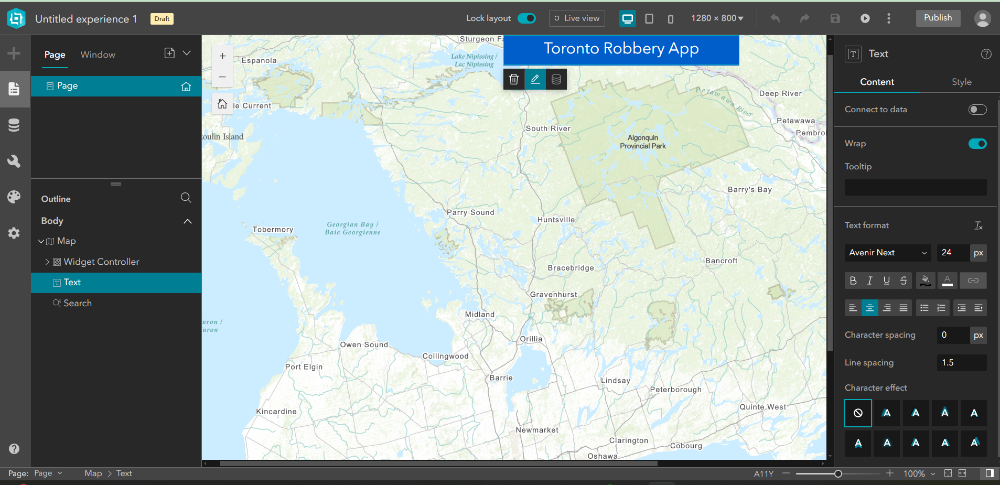 Untitled experience 1
Draft
Lock layout
Live view
1280 × 800
Publish
Page
Window
Page
Outline
Body
Map
Widget Controller
Text
Search
Toronto Robbery App
Espanola
Lake Nipissing /
Lac Nipissing
le Current
Petawawa River
Deep River
Petawawa
South River
oulin Island
Algonquin
Provincial Park
Barry's Bay
Parry Sound
Huntsville
Tobermory
Georgian Bay /
Baie Georgienne
Bancroft
Bracebridge
Gravenhurst
Midland
uron /
uron
Orillia
Owen Sound
Collingwood
Port Elgin
Barrie
Lindsay
Peterborough
Quinte West
Kincardine
Newmarket
Clarington
Cobourg
Oshawa
Text
Content
Style
Connect to data
Wrap
Tooltip
Text format
Avenir Next
24
px
B I U S
A
Character spacing
0
px
Line spacing
1.5
Character effect
A A A A
A A A A A
Page:
Page
Map > Text
A11Y
100%